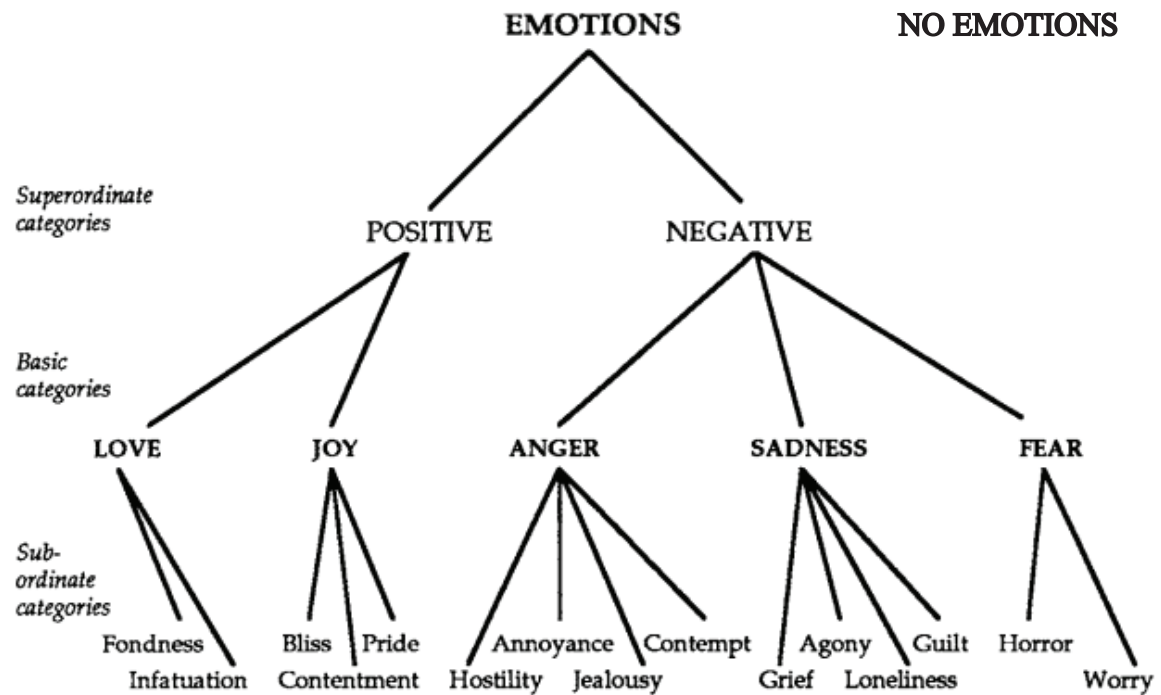 EMOTIONS
NO EMOTIONS
Superordinate
categories
POSITIVE
NEGATIVE
Basic
categories
LOVE
JOY
ANGER
SADNESS
FEAR
Sub-
ordinate
categories
Fondness
Bliss
Pride
Annoyance
Contempt
Agony
Guilt
Horror
Infatuation
Contentment
Hostility
Jealousy
Grief
Loneliness
Worry